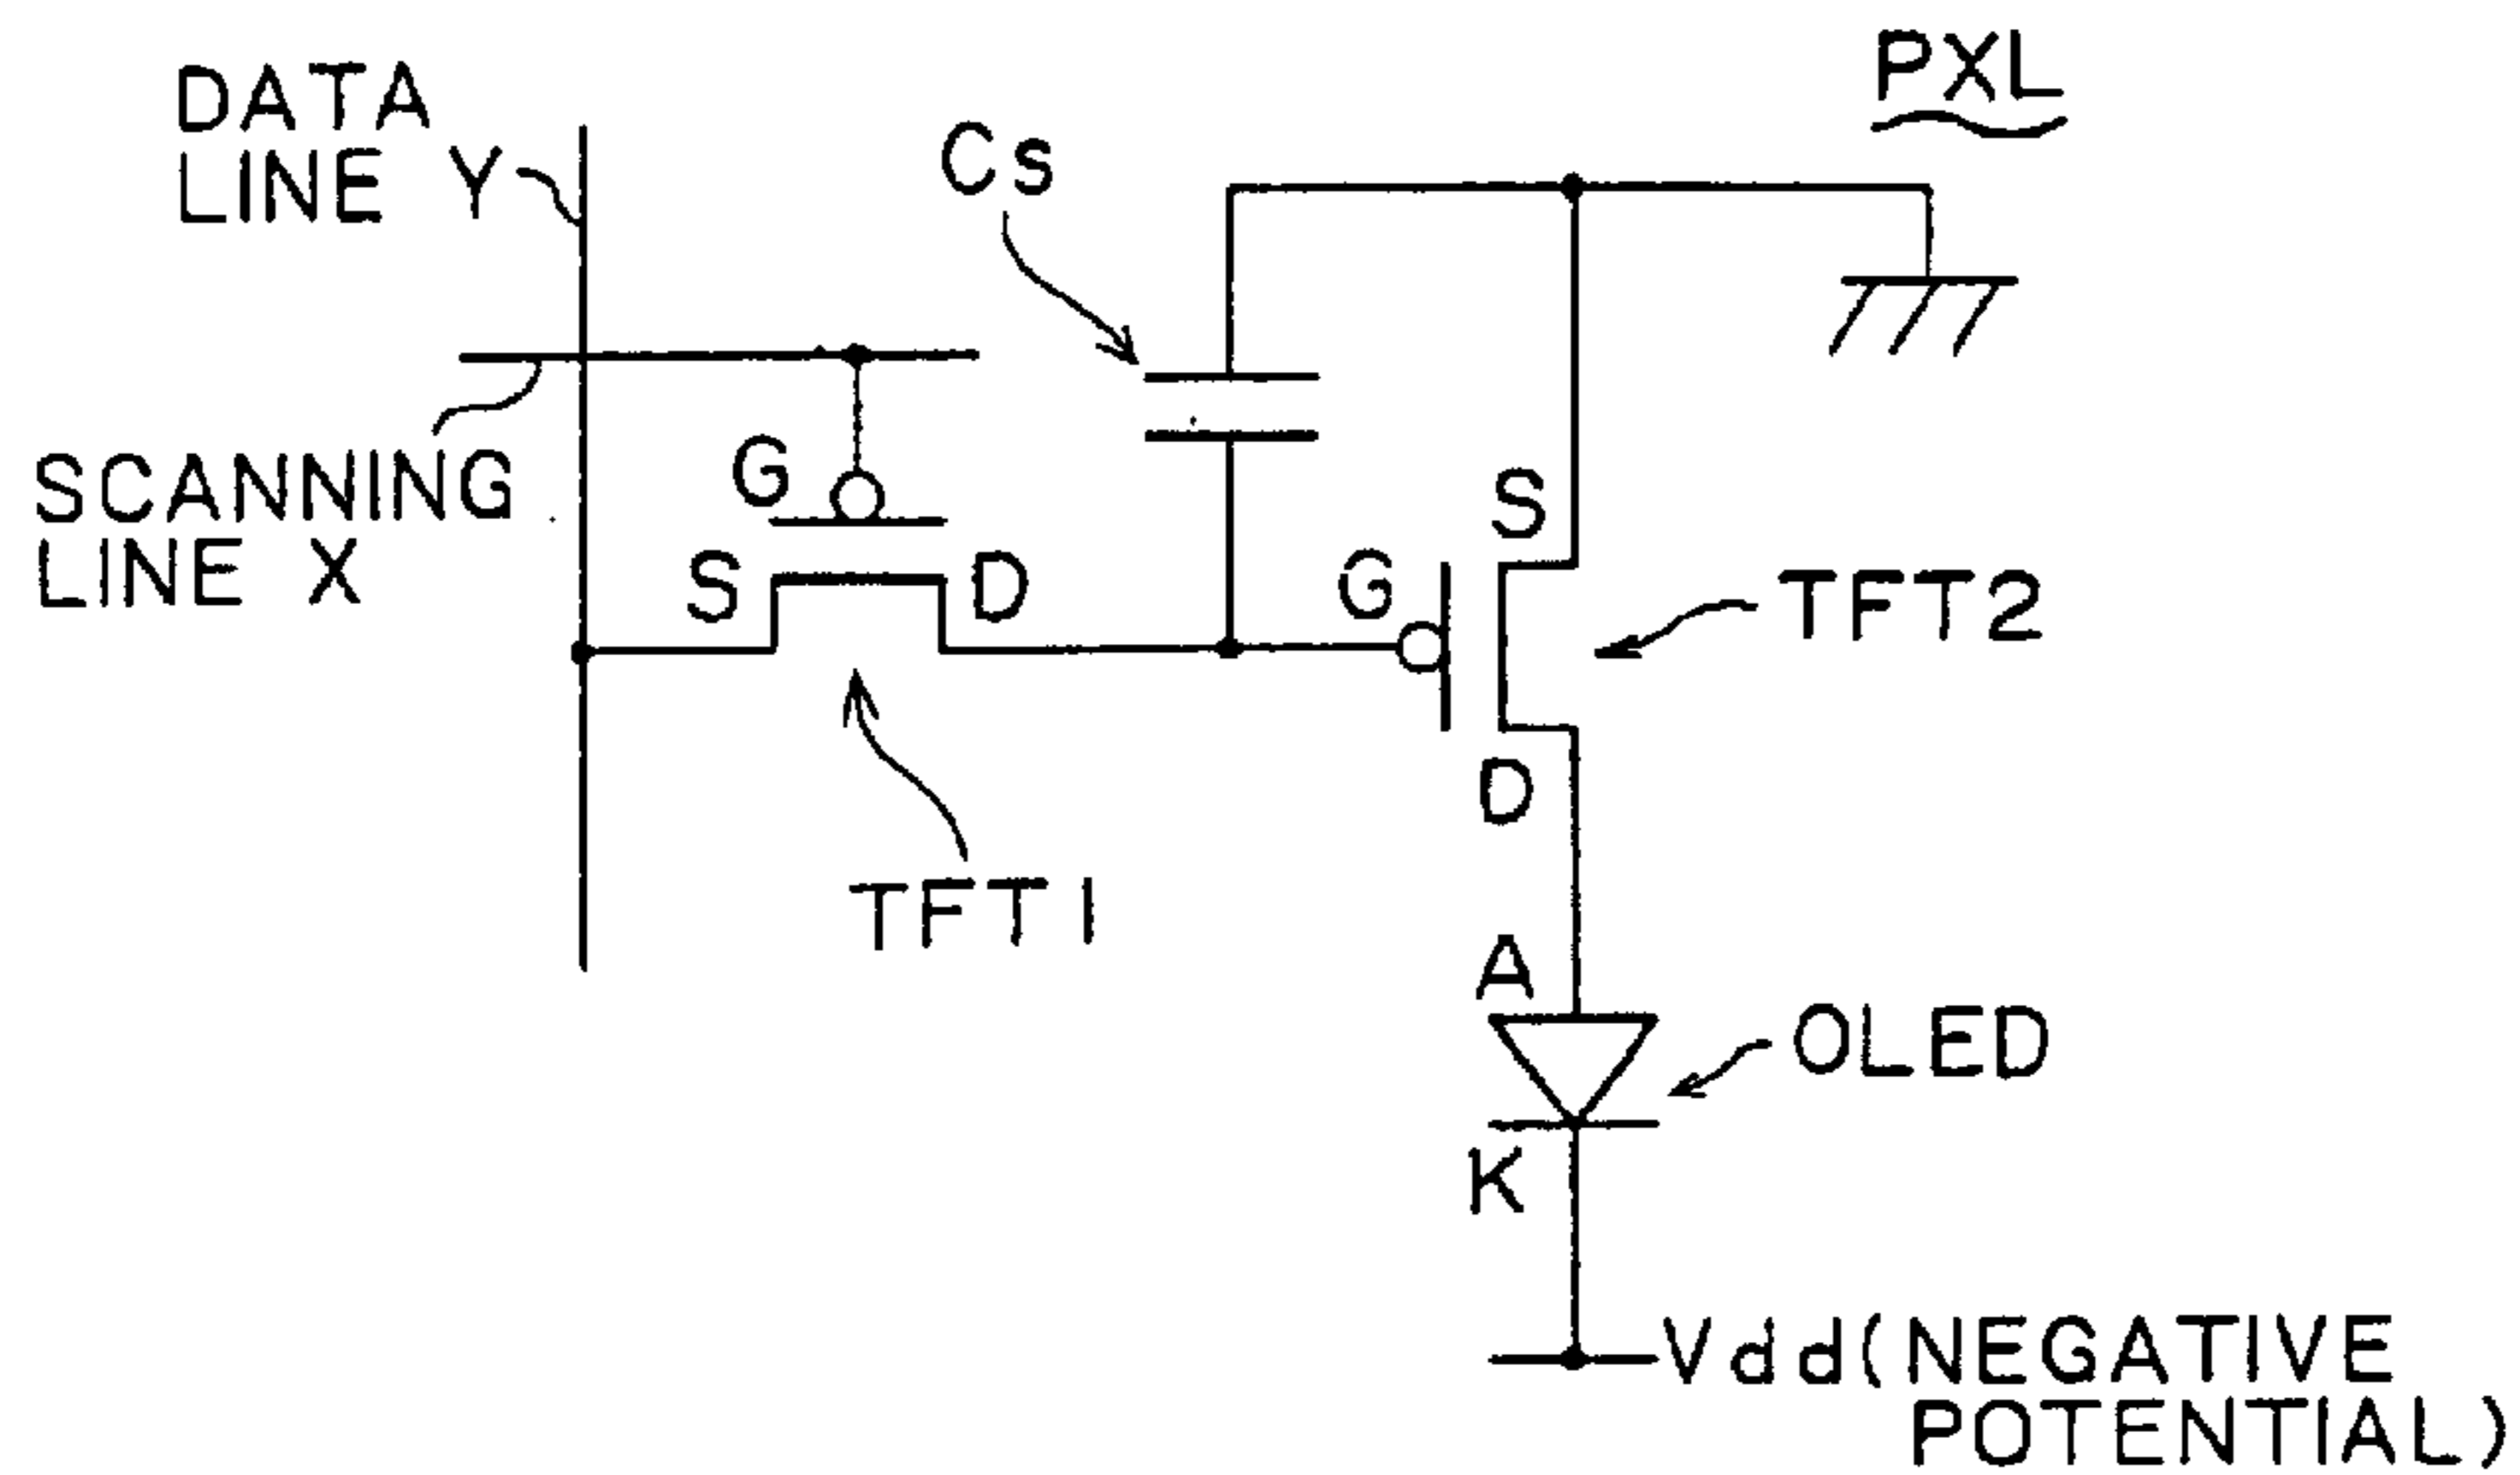 PXL
DATA
LINE Y
Cs
SCANNING
LINE X
G
S
D
S
G
TFT2
D
TFT1
A
OLED
K
Vdd(NEGATIVE
POTENTIAL)